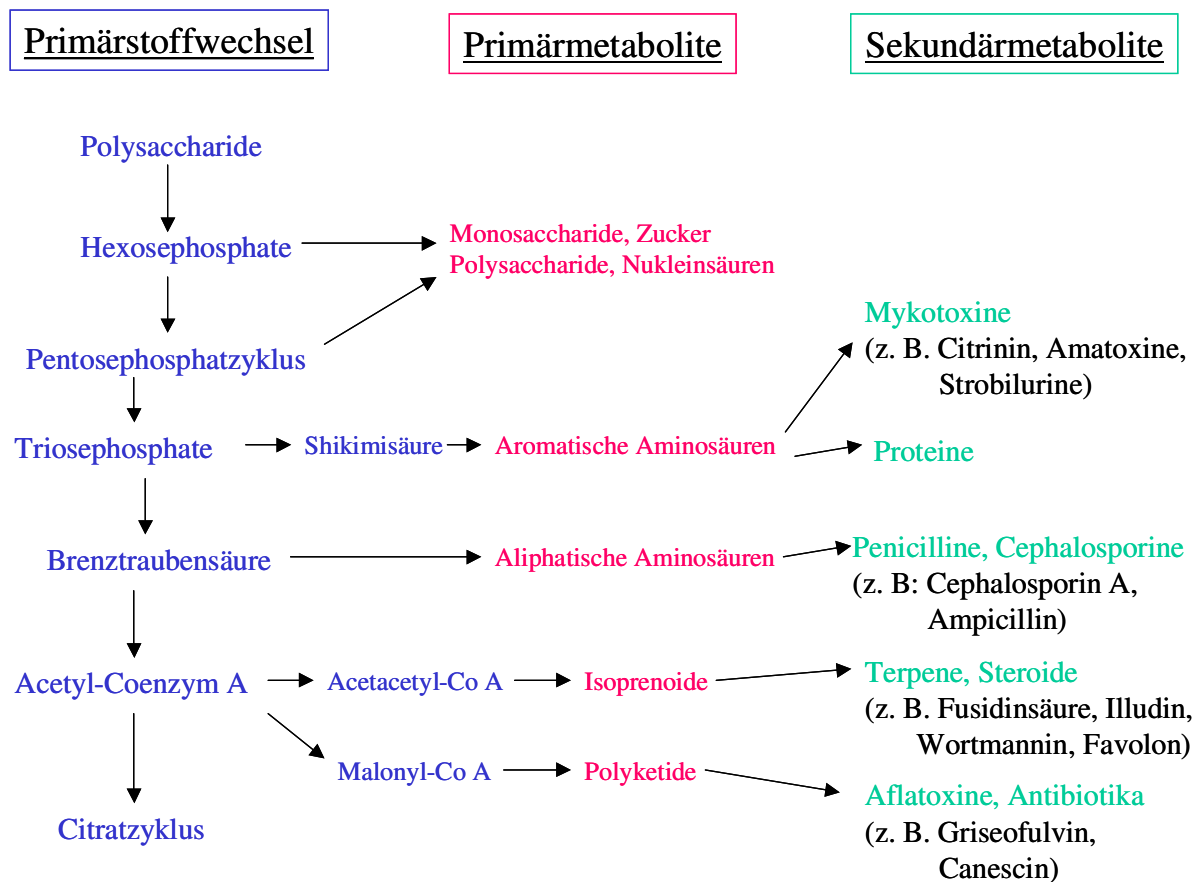 Primärstoffwechsel
Primärmetabolite
Sekundärmetabolite
Polysaccharide
Hexosephosphate
Monosaccharide, Zucker
Polysaccharide, Nukleinsäuren
Mykotoxine
(z. B. Citrinin, Amatoxine,
Strobilurine)
Pentosephosphatzyklus
Triosephosphate
Shikimisäure
Aromatische Aminosäuren
Proteine
Brenztraubensäure
Aliphatische Aminosäuren
Penicilline, Cephalosporine
(z. B: Cephalosporin A,
Ampicillin)
Acetyl-Coenzym A
Acetacetyl-Co A
Isoprenoide
Terpene, Steroide
(z. B. Fusidinsäure, Illudin,
Wortmannin, Favolon)
Malonyl-Co A
Polyketide
Aflatoxine, Antibiotika
(z. B. Griseofulvin,
Canescin)
Citratzyklus